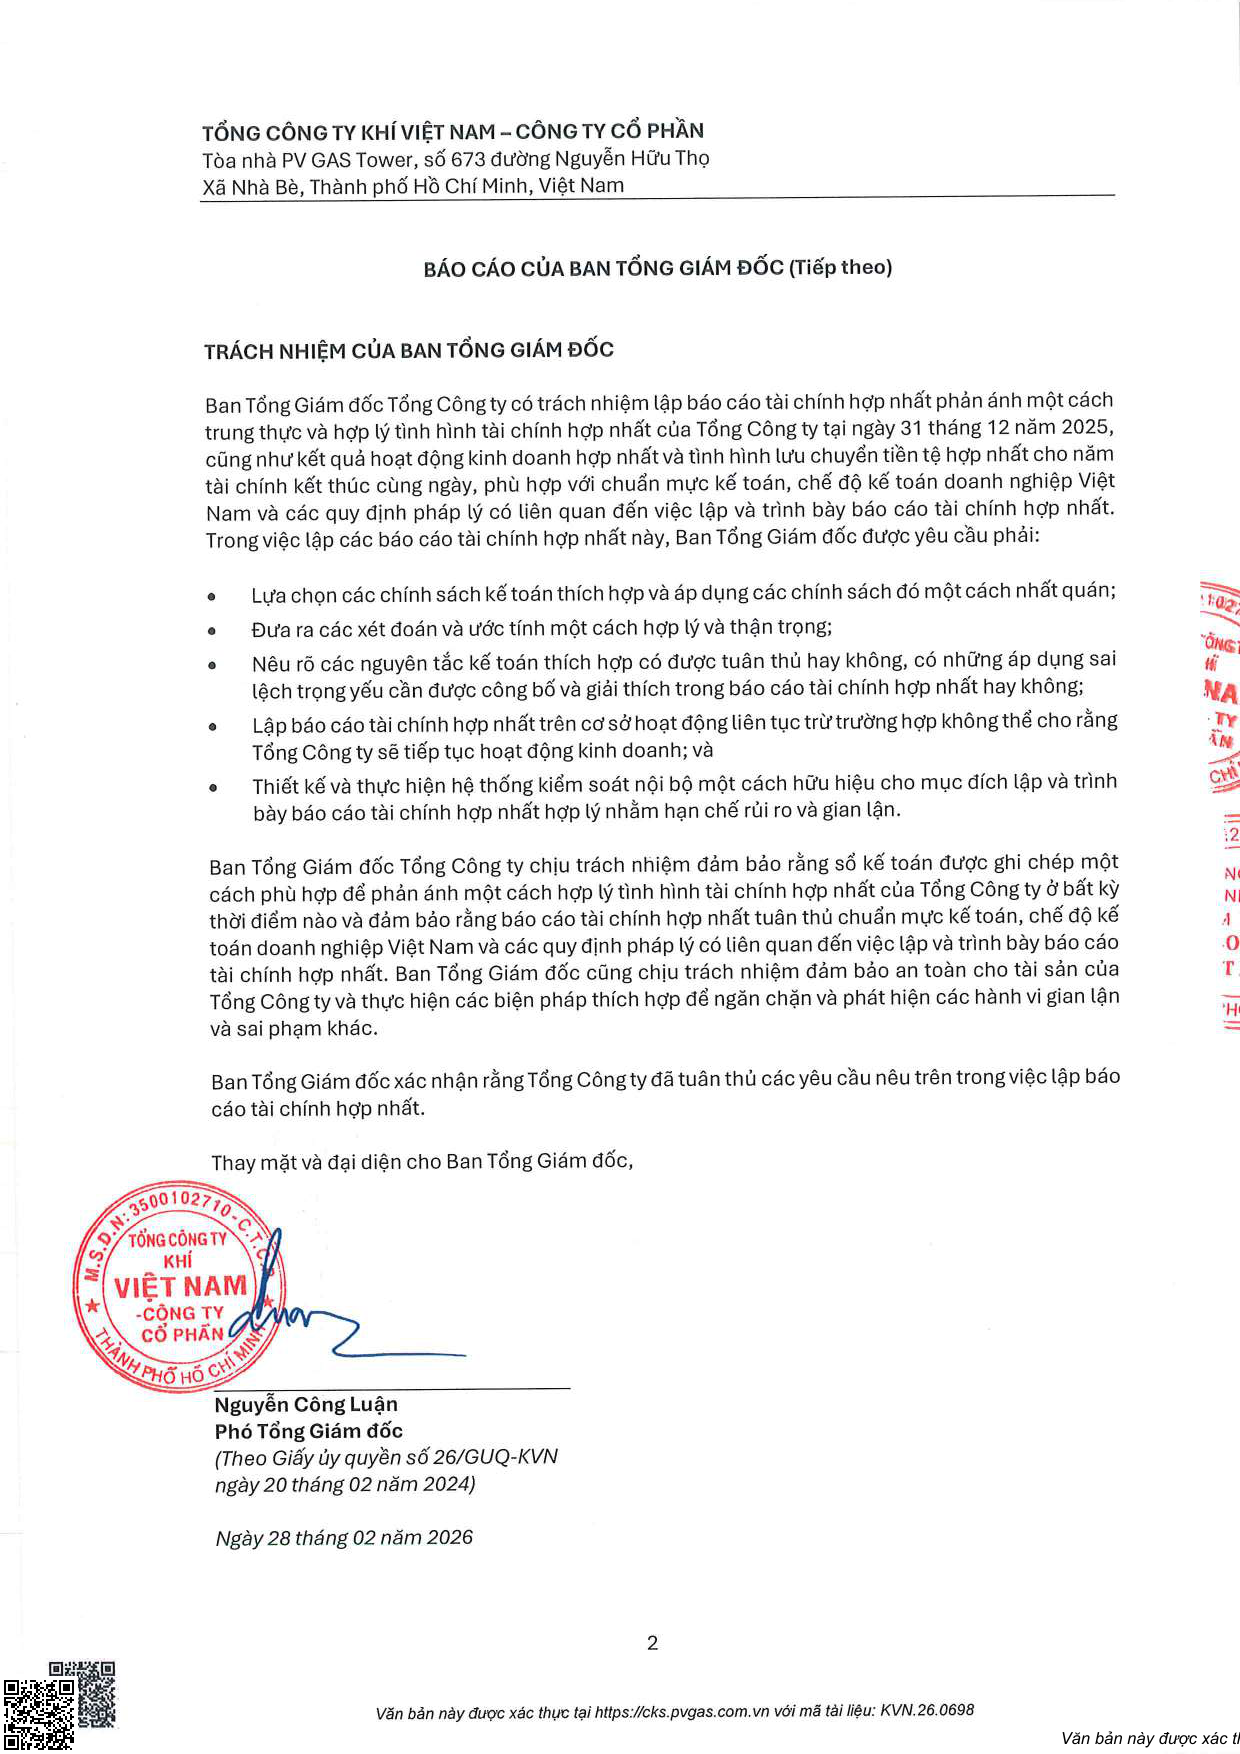 TỔNG CÔNG TY KHÍ VIỆT NAM – CÔNG TY CỔ PHẦN
Tòa nhà PV GAS Tower, số 673 đường Nguyễn Hữu Thọ
Xã Nhà Bè, Thành phố Hồ Chí Minh, Việt Nam
BÁO CÁO CỦA BAN TỔNG GIÁM ĐỐC (Tiếp theo)
TRÁCH NHIỆM CỦA BAN TỔNG GIÁM ĐỐC
Ban Tổng Giám đốc Tổng Công ty có trách nhiệm lập báo cáo tài chính hợp nhất phản ánh một cách
trung thực và hợp lý tình hình tài chính hợp nhất của Tổng Công ty tại ngày 31 tháng 12 năm 2025,
cũng như kết quả hoạt động kinh doanh hợp nhất và tình hình lưu chuyển tiền tệ hợp nhất cho năm
tài chính kết thúc cùng ngày, phù hợp với chuẩn mực kế toán, chế độ kế toán doanh nghiệp Việt
Nam và các quy định pháp lý có liên quan đến việc lập và trình bày báo cáo tài chính hợp nhất.
Trong việc lập các báo cáo tài chính hợp nhất này, Ban Tổng Giám đốc được yêu cầu phải:
• Lựa chọn các chính sách kế toán thích hợp và áp dụng các chính sách đó một cách nhất quán;
• Đưa ra các xét đoán và ước tính một cách hợp lý và thận trọng;
• Nêu rõ các nguyên tắc kế toán thích hợp có được tuân thủ hay không, có những áp dụng sai
lệch trọng yếu cần được công bố và giải thích trong báo cáo tài chính hợp nhất hay không;
• Lập báo cáo tài chính hợp nhất trên cơ sở hoạt động liên tục trừ trường hợp không thể cho rằng
Tổng Công ty sẽ tiếp tục hoạt động kinh doanh; và
• Thiết kế và thực hiện hệ thống kiểm soát nội bộ một cách hữu hiệu cho mục đích lập và trình
bày báo cáo tài chính hợp nhất hợp lý nhằm hạn chế rủi ro và gian lận.
Ban Tổng Giám đốc Tổng Công ty chịu trách nhiệm đảm bảo rằng sổ kế toán được ghi chép một
cách phù hợp để phản ánh một cách hợp lý tình hình tài chính hợp nhất của Tổng Công ty ở bất kỳ
thời điểm nào và đảm bảo rằng báo cáo tài chính hợp nhất tuân thủ chuẩn mực kế toán, chế độ kế
toán doanh nghiệp Việt Nam và các quy định pháp lý có liên quan đến việc lập và trình bày báo cáo
tài chính hợp nhất. Ban Tổng Giám đốc cũng chịu trách nhiệm đảm bảo an toàn cho tài sản của
Tổng Công ty và thực hiện các biện pháp thích hợp để ngăn chặn và phát hiện các hành vi gian lận
và sai phạm khác.
Ban Tổng Giám đốc xác nhận rằng Tổng Công ty đã tuân thủ các yêu cầu nêu trên trong việc lập báo
cáo tài chính hợp nhất.
Thay mặt và đại diện cho Ban Tổng Giám đốc,
M.S.D.N: 3500102710-C.T.C.P
TỔNG CÔNG TY
KHÍ
VIỆT NAM
-CÔNG TY
CỔ PHẦN
THÀNH PHỐ HỒ CHÍ MINH
Nguyễn Công Luận
Phó Tổng Giám đốc
(Theo Giấy ủy quyền số 26/GUQ-KVN
ngày 20 tháng 02 năm 2024)
Ngày 28 tháng 02 năm 2026
2
Văn bản này được xác thực tại https://cks.pvgas.com.vn với mã tài liệu: KVN.26.0698
Văn bản này được xác